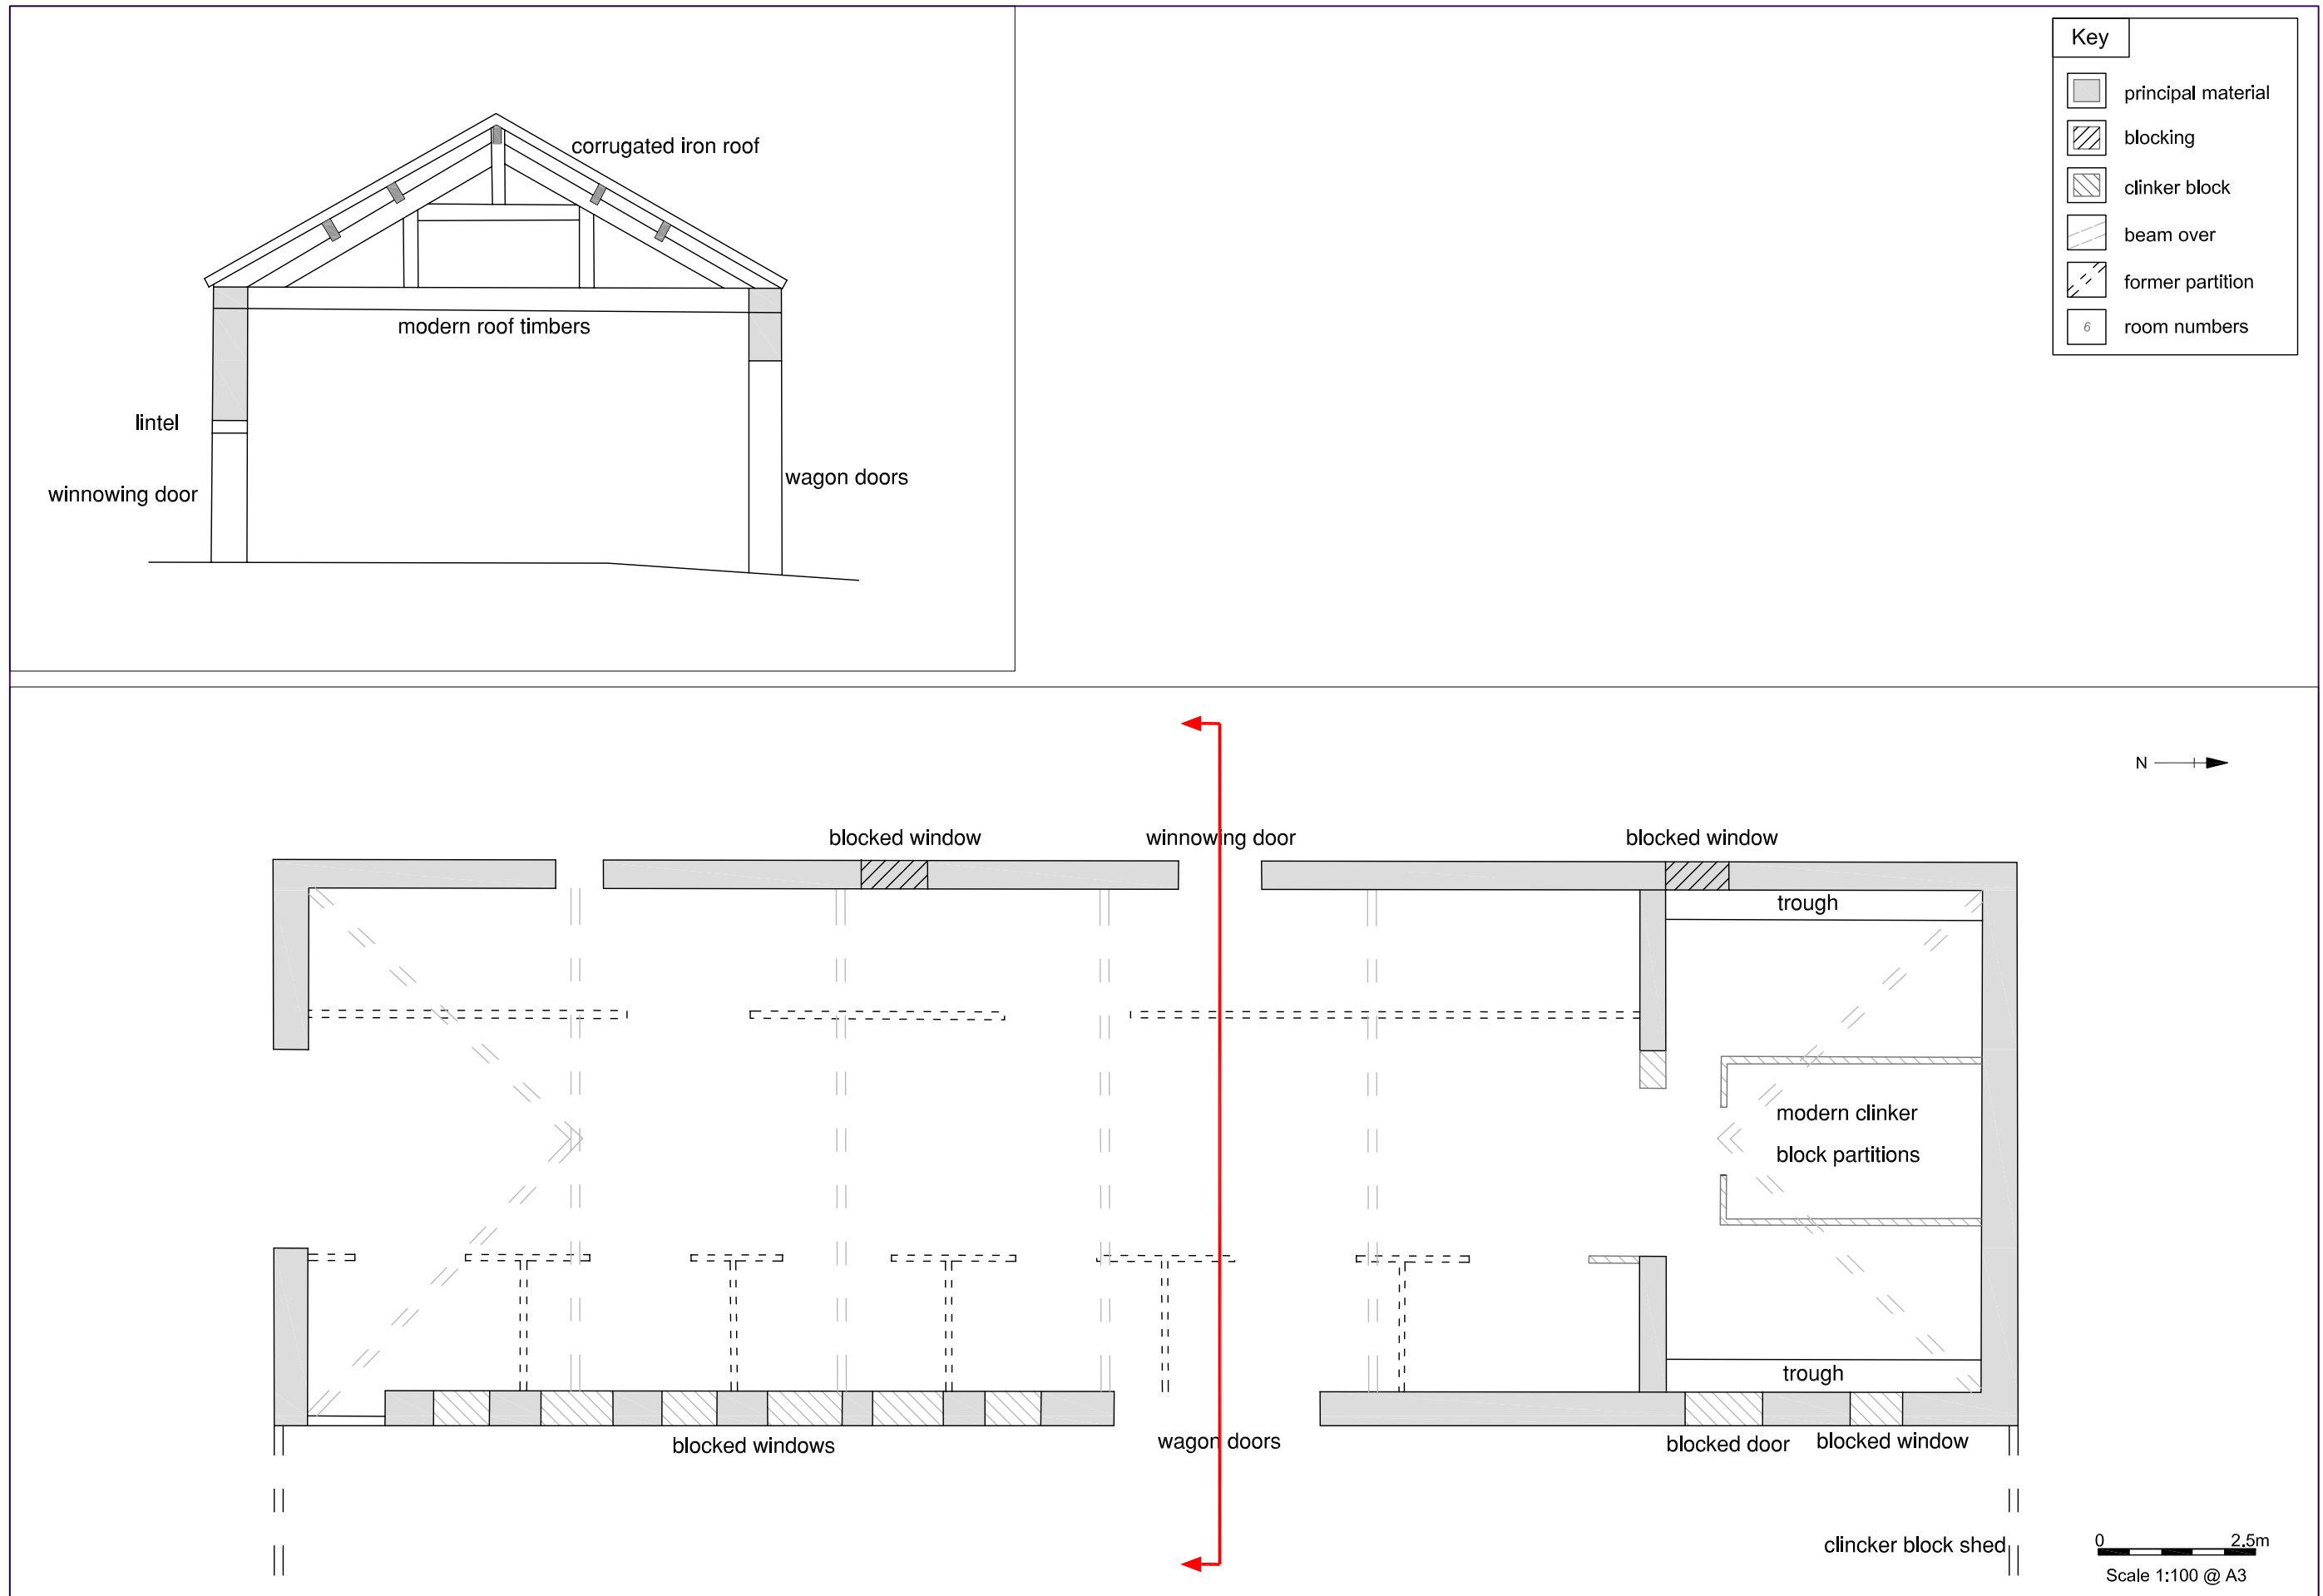 Key
principal material
blocking
clinker block
beam over
former partition
6
room numbers
corrugated iron roof
modern roof timbers
lintel
winnowing door
wagon doors
N
blocked window
winnowing door
blocked window
trough
modern clinker
block partitions
trough
blocked windows
wagon doors
blocked door
blocked window
clincker block shed
0
2.5m
Scale 1:100 @ A3